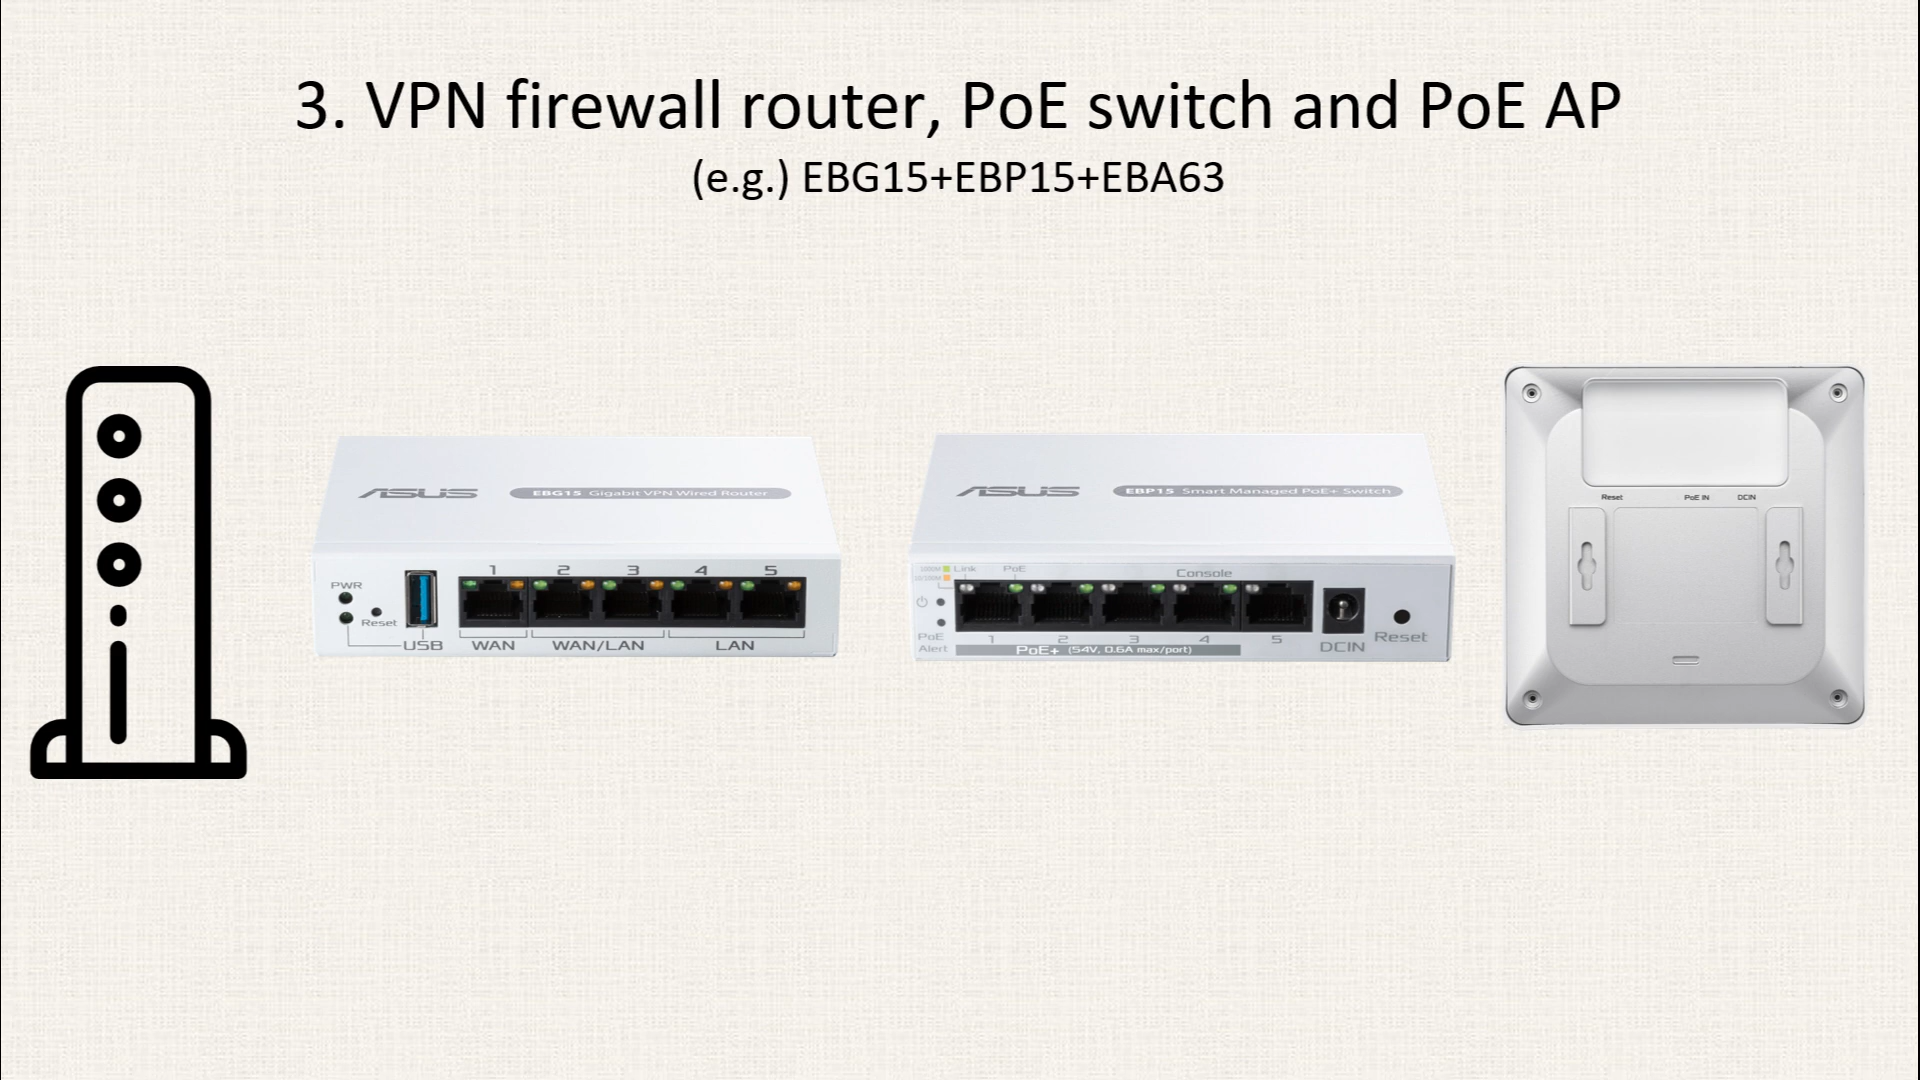 3. VPN firewall router, PoE switch and PoE AP
(e.g.) EBG15+EBP15+EBA63
ASUS EBG15 Gigabit VPN Wired Router
1 2 3 4 5
PWR
Reset
USB WAN WAN/LAN LAN
ASUS EBP15 Smart Managed PoE+ Switch
1000M Link PoE Console
10/100M
1 2 3 4 5
PoE Alert
PoE+ (54V, 0.6A max/port)
DCIN Reset
Reset PoE IN DCIN